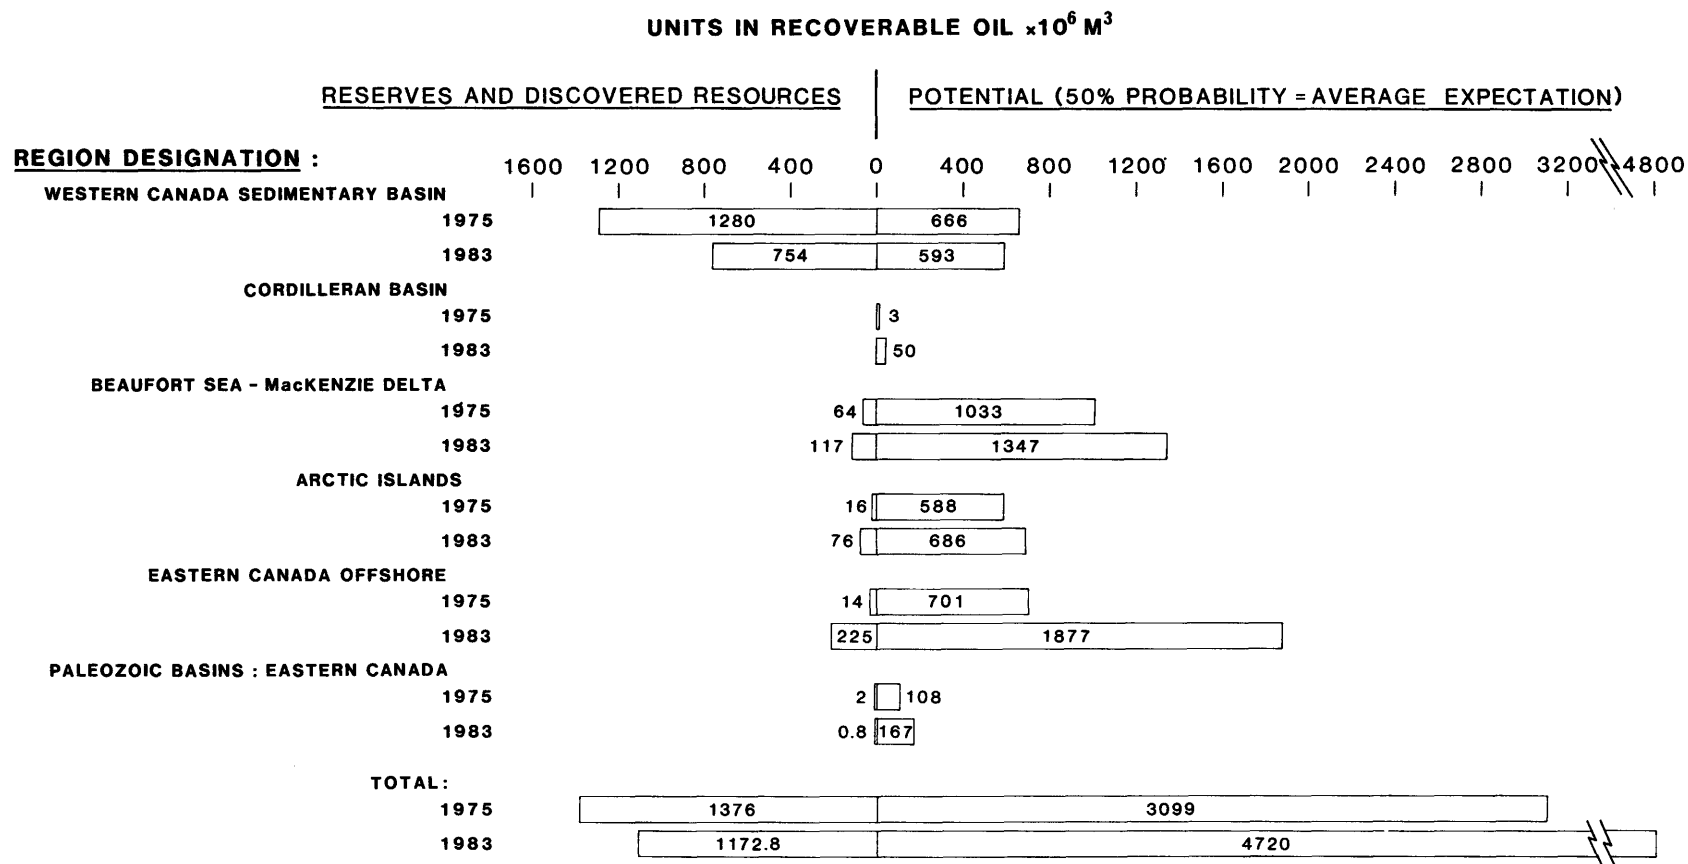 UNITS IN RECOVERABLE OIL ×10⁶ M³
RESERVES AND DISCOVERED RESOURCES POTENTIAL (50% PROBABILITY = AVERAGE EXPECTATION)
REGION DESIGNATION : 1600 1200 800 400 0 400 800 1200 1600 2000 2400 2800 3200 4800
WESTERN CANADA SEDIMENTARY BASIN
1975 1280 666
1983 754 593
CORDILLERAN BASIN
1975 3
1983 50
BEAUFORT SEA - MacKENZIE DELTA
1975 64 1033
1983 117 1347
ARCTIC ISLANDS
1975 16 588
1983 76 686
EASTERN CANADA OFFSHORE
1975 14 701
1983 225 1877
PALEOZOIC BASINS : EASTERN CANADA
1975 2 108
1983 0.8 167
TOTAL:
1975 1376 3099
1983 1172.8 4720